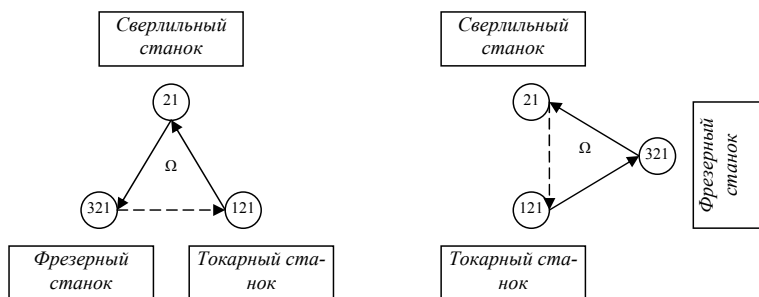 Сверлильный
станок
21
Ω
321
121
Фрезерный
станок
Токарный ста-
нок
Сверлильный
станок
21
Ω
321
121
Фрезерный
станок
Токарный ста-
нок